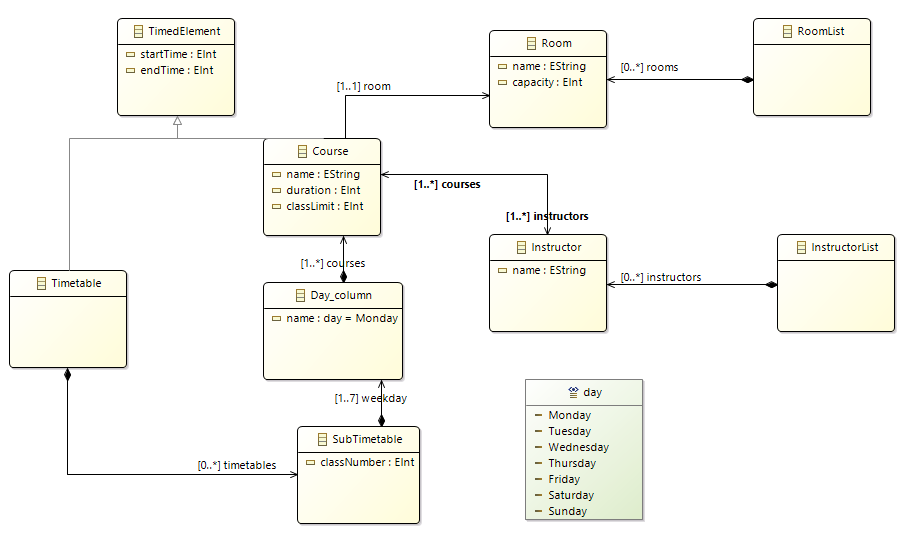 TimedElement
startTime : EInt
endTime : EInt
Room
name : EString
capacity : EInt
RoomList
[0..*] rooms
[1..1] room
Course
name : EString
duration : EInt
classLimit : EInt
[1..*] courses
[1..*] instructors
Instructor
name : EString
InstructorList
[0..*] instructors
[1..*] courses
Timetable
Day_column
name : day = Monday
[1..7] weekday
SubTimetable
classNumber : EInt
[0..*] timetables
day
Monday
Tuesday
Wednesday
Thursday
Friday
Saturday
Sunday